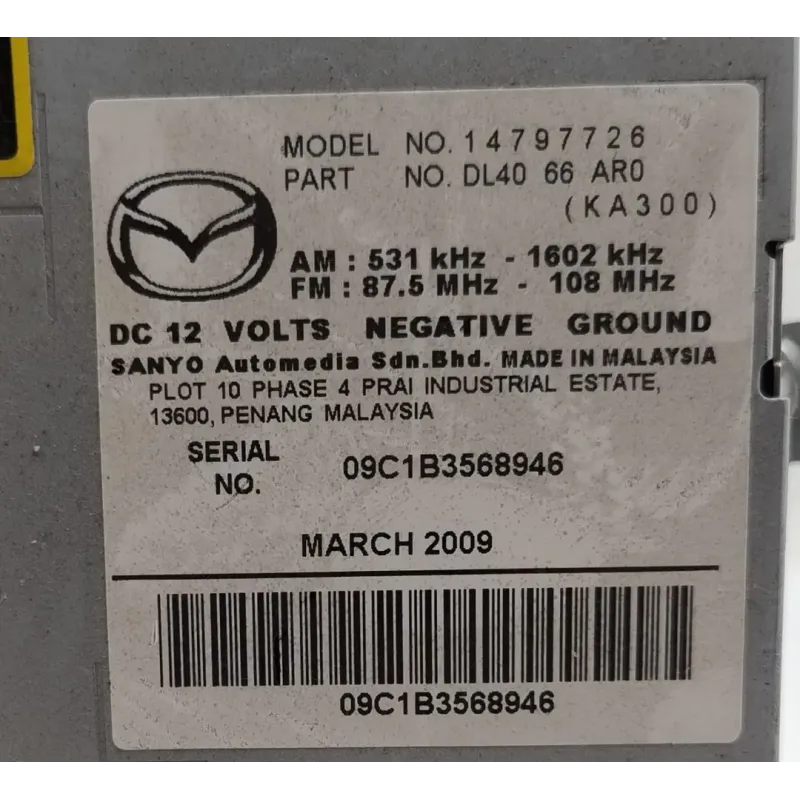 MODEL NO. 14797726
PART NO. DL40 66 AR0
(KA300)
AM : 531 kHz - 1602 kHz
FM : 87.5 MHz - 108 MHz
DC 12 VOLTS NEGATIVE GROUND
SANYO Automedia Sdn.Bhd. MADE IN MALAYSIA
PLOT 10 PHASE 4 PRAI INDUSTRIAL ESTATE,
13600, PENANG MALAYSIA
SERIAL NO. 09C1B3568946
MARCH 2009
09C1B3568946